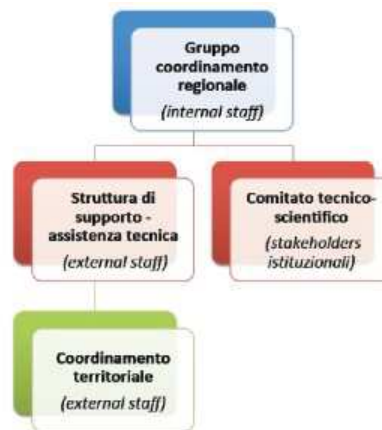 Gruppo
coordinamento
regionale
(internal staff)
Struttura di
supporto -
assistenza tecnica
(external staff)
Comitato tecnico-
scientifico
(stakeholders
istituzionali)
Coordinamento
territoriale
(external staff)